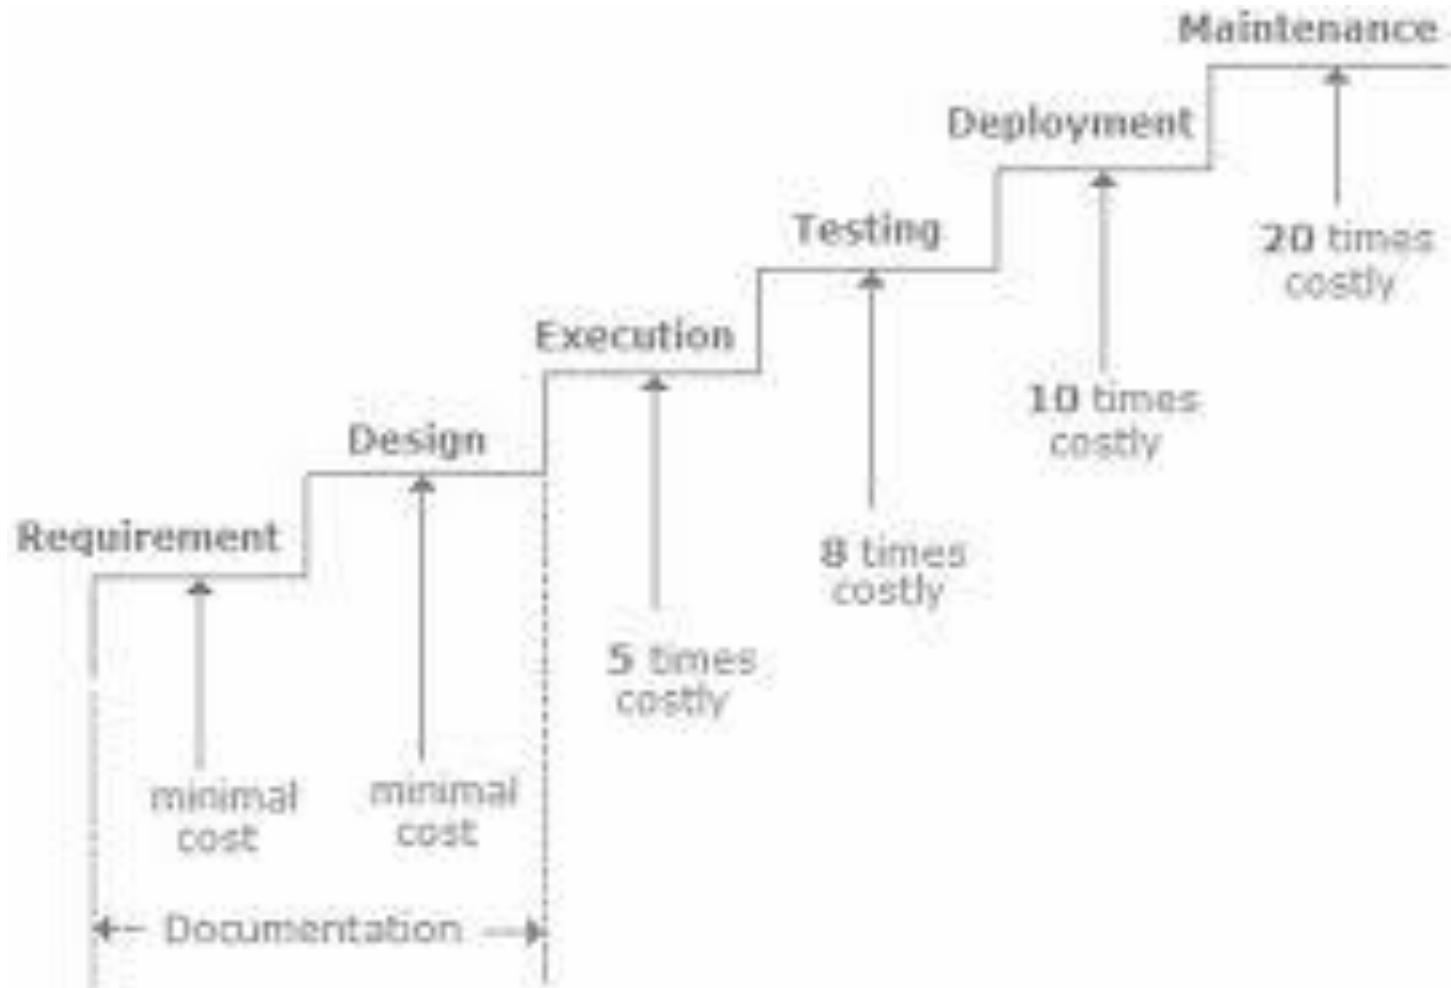 Maintenance
Deployment
20 times
costly
Testing
Execution
10 times
costly
Design
Requirement
8 times
costly
5 times
costly
minimal
cost
minimal
cost
Documentation